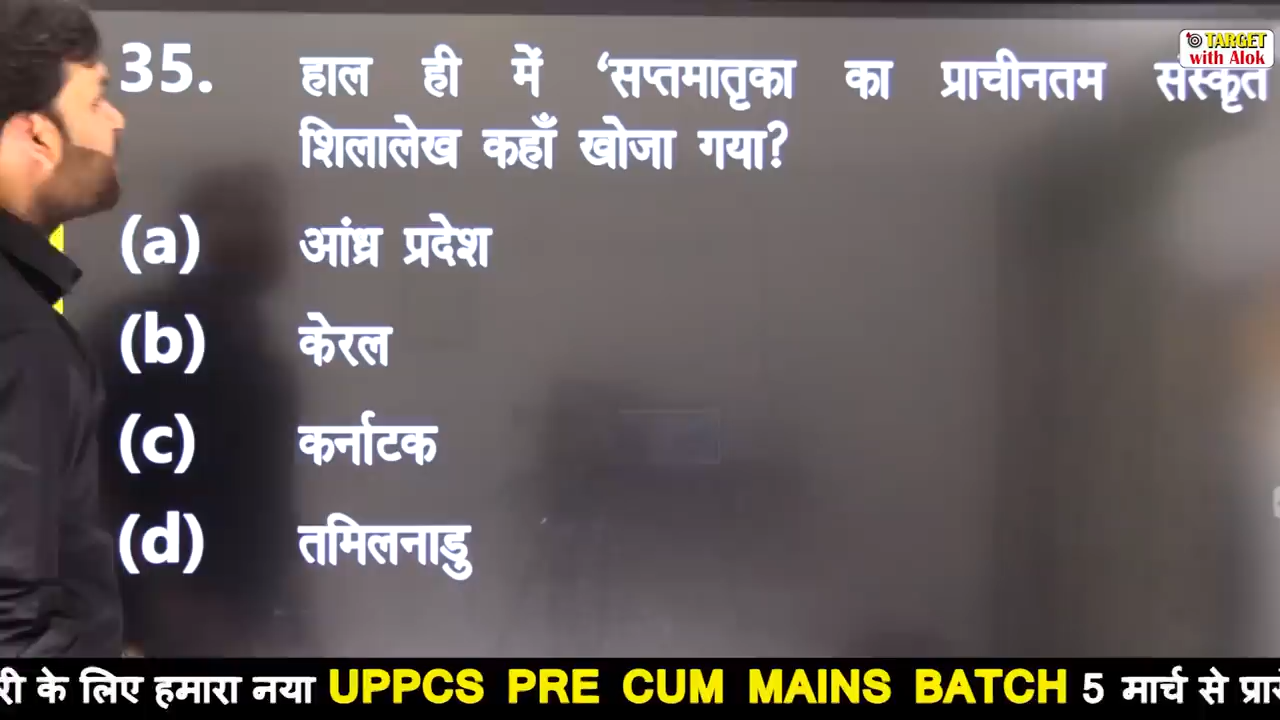 TARGET
with Alok
35. हाल ही में ‘सप्तमातृका का प्राचीनतम संस्कृत
शिलालेख कहाँ खोजा गया?
(a) आंध्र प्रदेश
(b) केरल
(c) कर्नाटक
(d) तमिलनाडु
री के लिए हमारा नया UPPCS PRE CUM MAINS BATCH 5 मार्च से प्रार